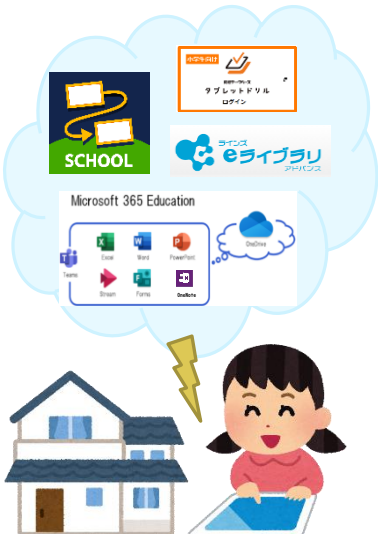 小学生向け
タブレットドリル
ログイン
SCHOOL
ラインズ
eライブラリ
アドバンス
Microsoft 365 Education
OneDrive
Excel
Word
PowerPoint
Teams
Stream
Forms
OneNote